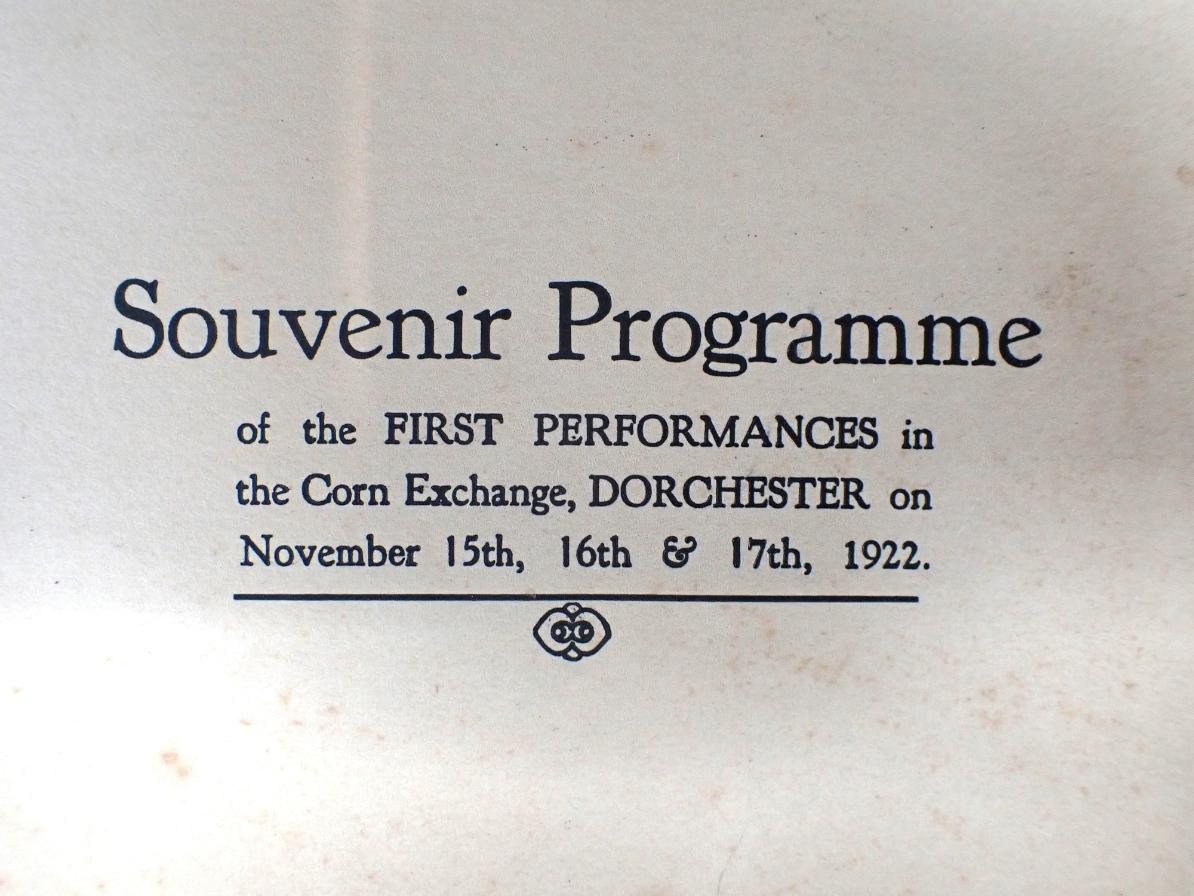 Souvenir Programme
of the FIRST PERFORMANCES in
the Corn Exchange, DORCHESTER on
November 15th, 16th & 17th, 1922.